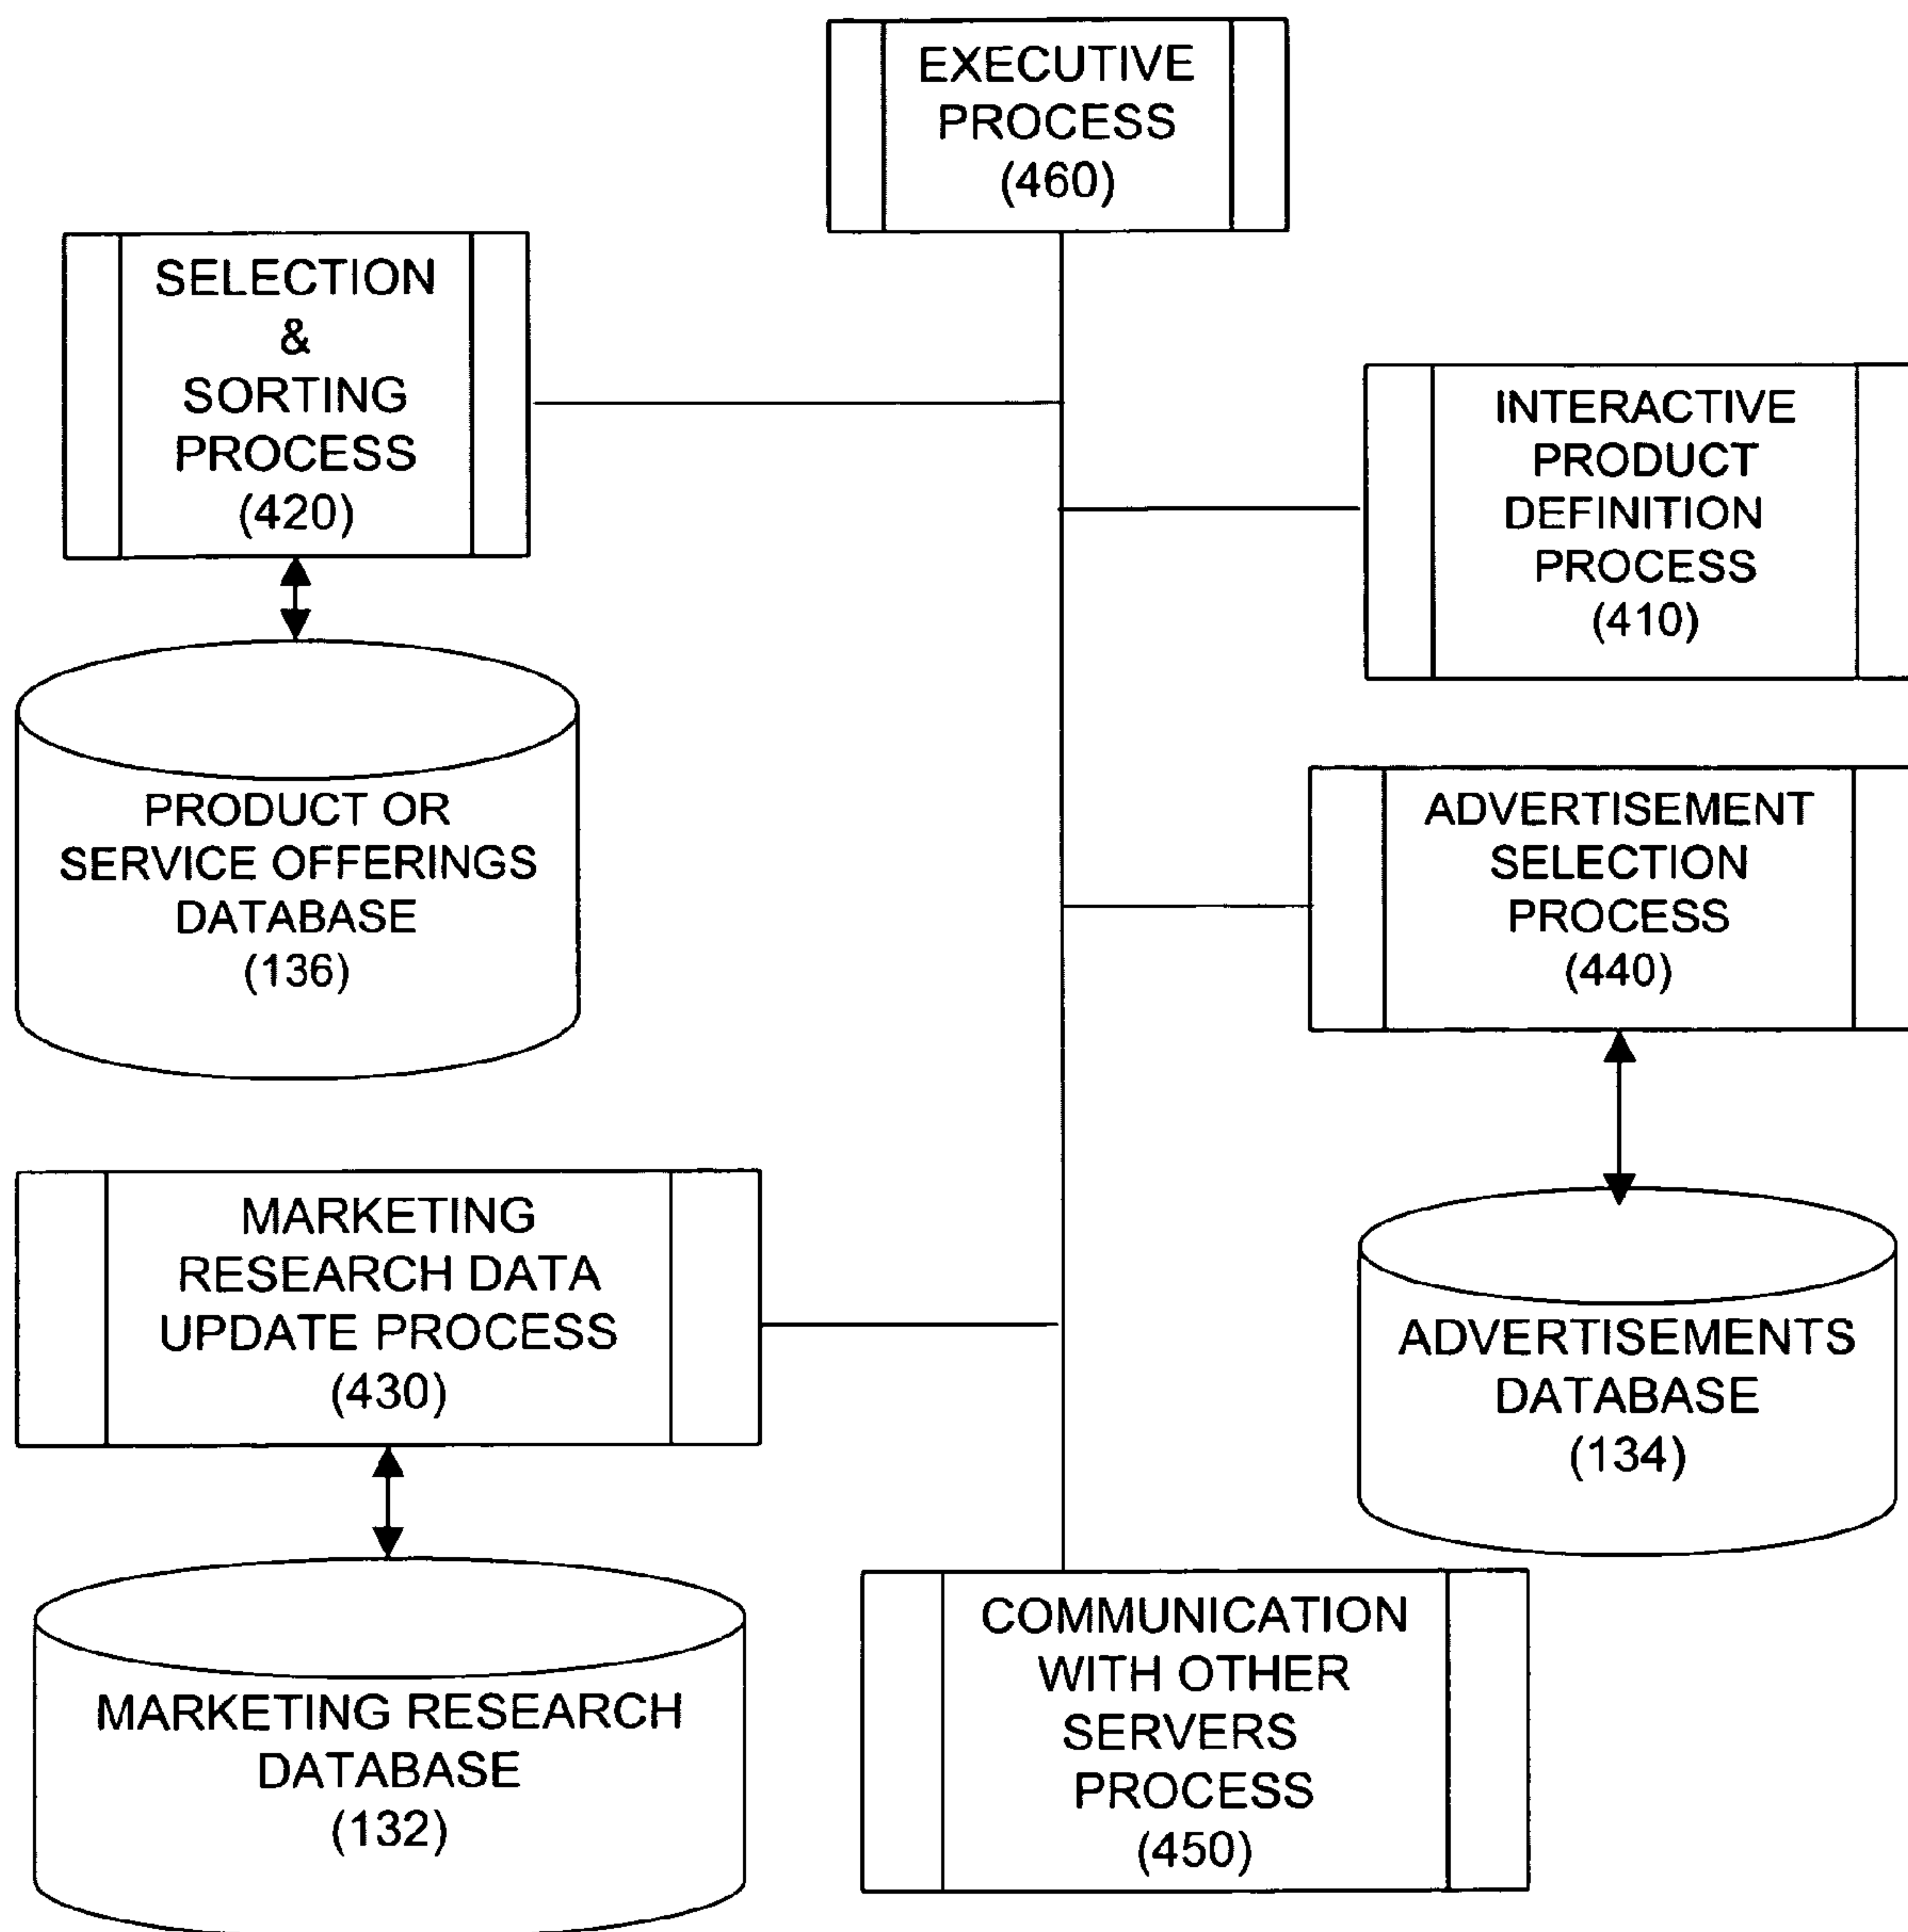 EXECUTIVE
PROCESS
(460)
SELECTION
&
SORTING
PROCESS
(420)
INTERACTIVE
PRODUCT
DEFINITION
PROCESS
(410)
PRODUCT OR
SERVICE OFFERINGS
DATABASE
(136)
ADVERTISEMENT
SELECTION
PROCESS
(440)
MARKETING
RESEARCH DATA
UPDATE PROCESS
(430)
ADVERTISEMENTS
DATABASE
(134)
MARKETING RESEARCH
DATABASE
(132)
COMMUNICATION
WITH OTHER
SERVERS
PROCESS
(450)